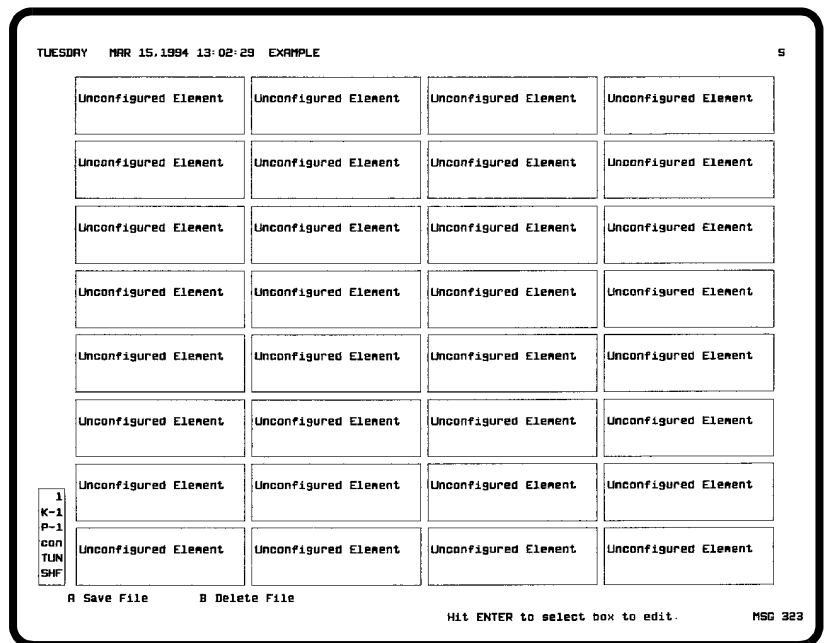 TUESDAY MAR 15,1994 13:02:29 EXAMPLE S
Unconfigured Element Unconfigured Element Unconfigured Element Unconfigured Element
Unconfigured Element Unconfigured Element Unconfigured Element Unconfigured Element
Unconfigured Element Unconfigured Element Unconfigured Element Unconfigured Element
Unconfigured Element Unconfigured Element Unconfigured Element Unconfigured Element
Unconfigured Element Unconfigured Element Unconfigured Element Unconfigured Element
Unconfigured Element Unconfigured Element Unconfigured Element Unconfigured Element
Unconfigured Element Unconfigured Element Unconfigured Element Unconfigured Element
1
K-1
P-1
con
Unconfigured Element Unconfigured Element Unconfigured Element Unconfigured Element
TUN
SHF
A Save File B Delete File
Hit ENTER to select box to edit. MSG 323